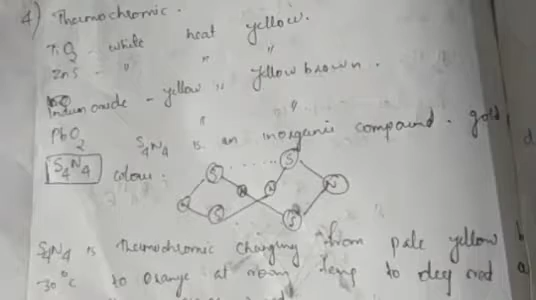 4) Thermochromic.
TiO2 - white heat yellow.
ZnS - " " "
Indium oxide - yellow " yellow brown.
PbO2 " "
S4N4 S4N4 is an inorganic compound. gold
colour.
S S
N N N
S S
S4N4 is Thermochromic changing from pale yellow
-30°C to orange at room temp to deep red